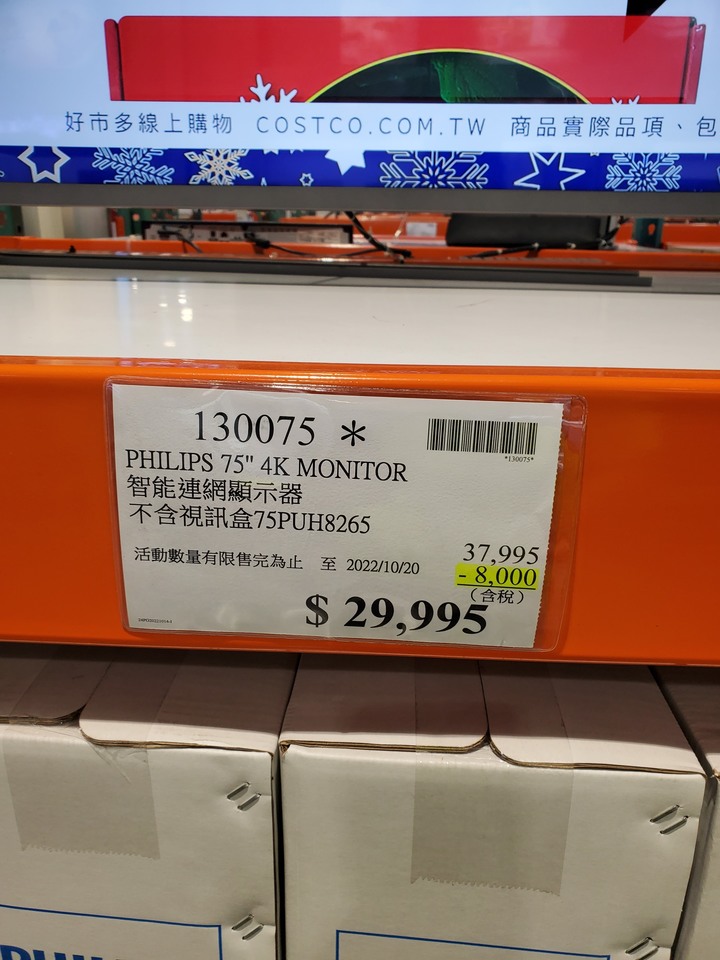 好市多線上購物 COSTCO.COM.TW 商品實際品項、包
130075 *
*130075*
PHILIPS 75" 4K MONITOR
智能連網顯示器
不含視訊盒75PUH8265
活動數量有限售完為止 至 2022/10/20
37,995
- 8,000
(含稅)
$ 29,995